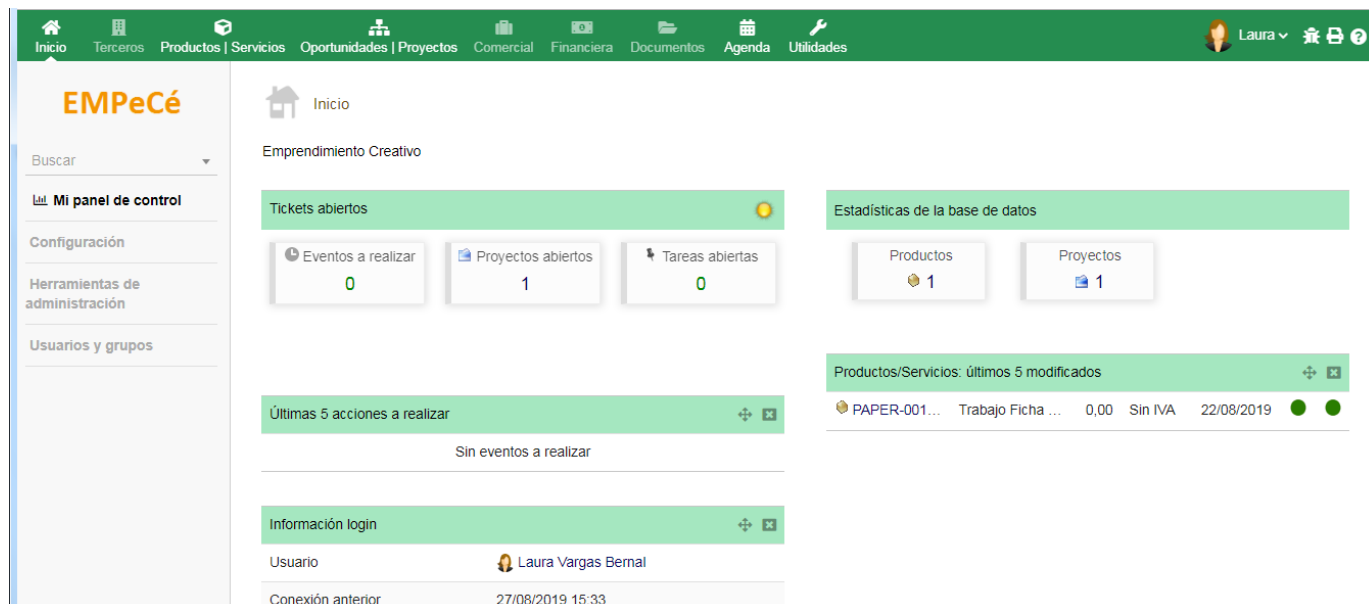 Inicio Terceros Productos | Servicios Oportunidades | Proyectos Comercial Financiera Documentos Agenda Utilidades Laura
EMPeCé
Buscar
Mi panel de control
Configuración
Herramientas de
administración
Usuarios y grupos
Inicio
Emprendimiento Creativo
Tickets abiertos
Eventos a realizar Proyectos abiertos Tareas abiertas
0 1 0
Estadísticas de la base de datos
Productos Proyectos
1 1
Productos/Servicios: últimos 5 modificados
PAPER-001... Trabajo Ficha ... 0,00 Sin IVA 22/08/2019
Últimas 5 acciones a realizar
Sin eventos a realizar
Información login
Usuario Laura Vargas Bernal
Conexión anterior 27/08/2019 15:33